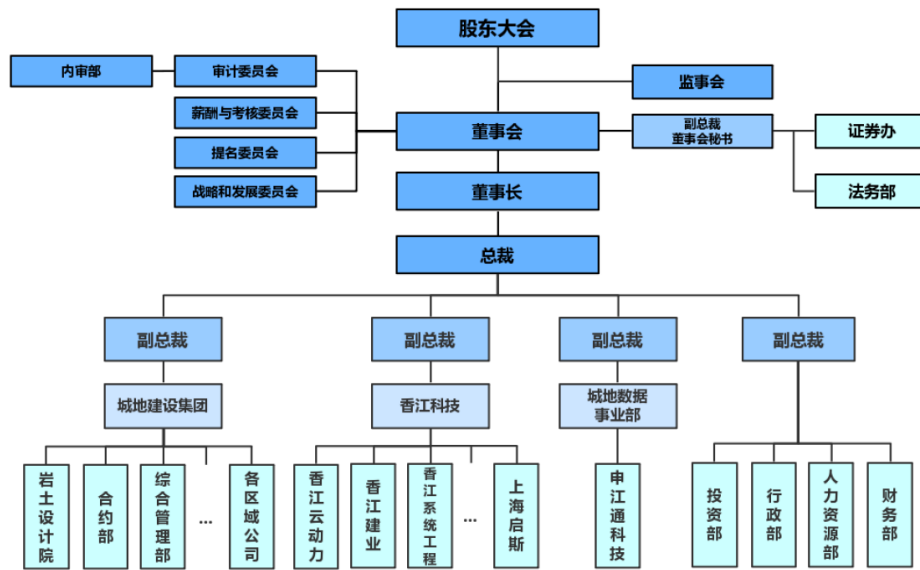 股东大会
内审部
审计委员会
监事会
薪酬与考核委员会
董事会
副总裁
董事会秘书
证券办
提名委员会
战略和发展委员会
董事长
法务部
总裁
副总裁
副总裁
副总裁
副总裁
城地建设集团
香江科技
城地数据
事业部
岩土设计院
合约部
综合管理部
...
各区域公司
香江云动力
香江建业
香江系统工程
...
上海启斯
申江通科技
投资部
行政部
人力资源部
财务部